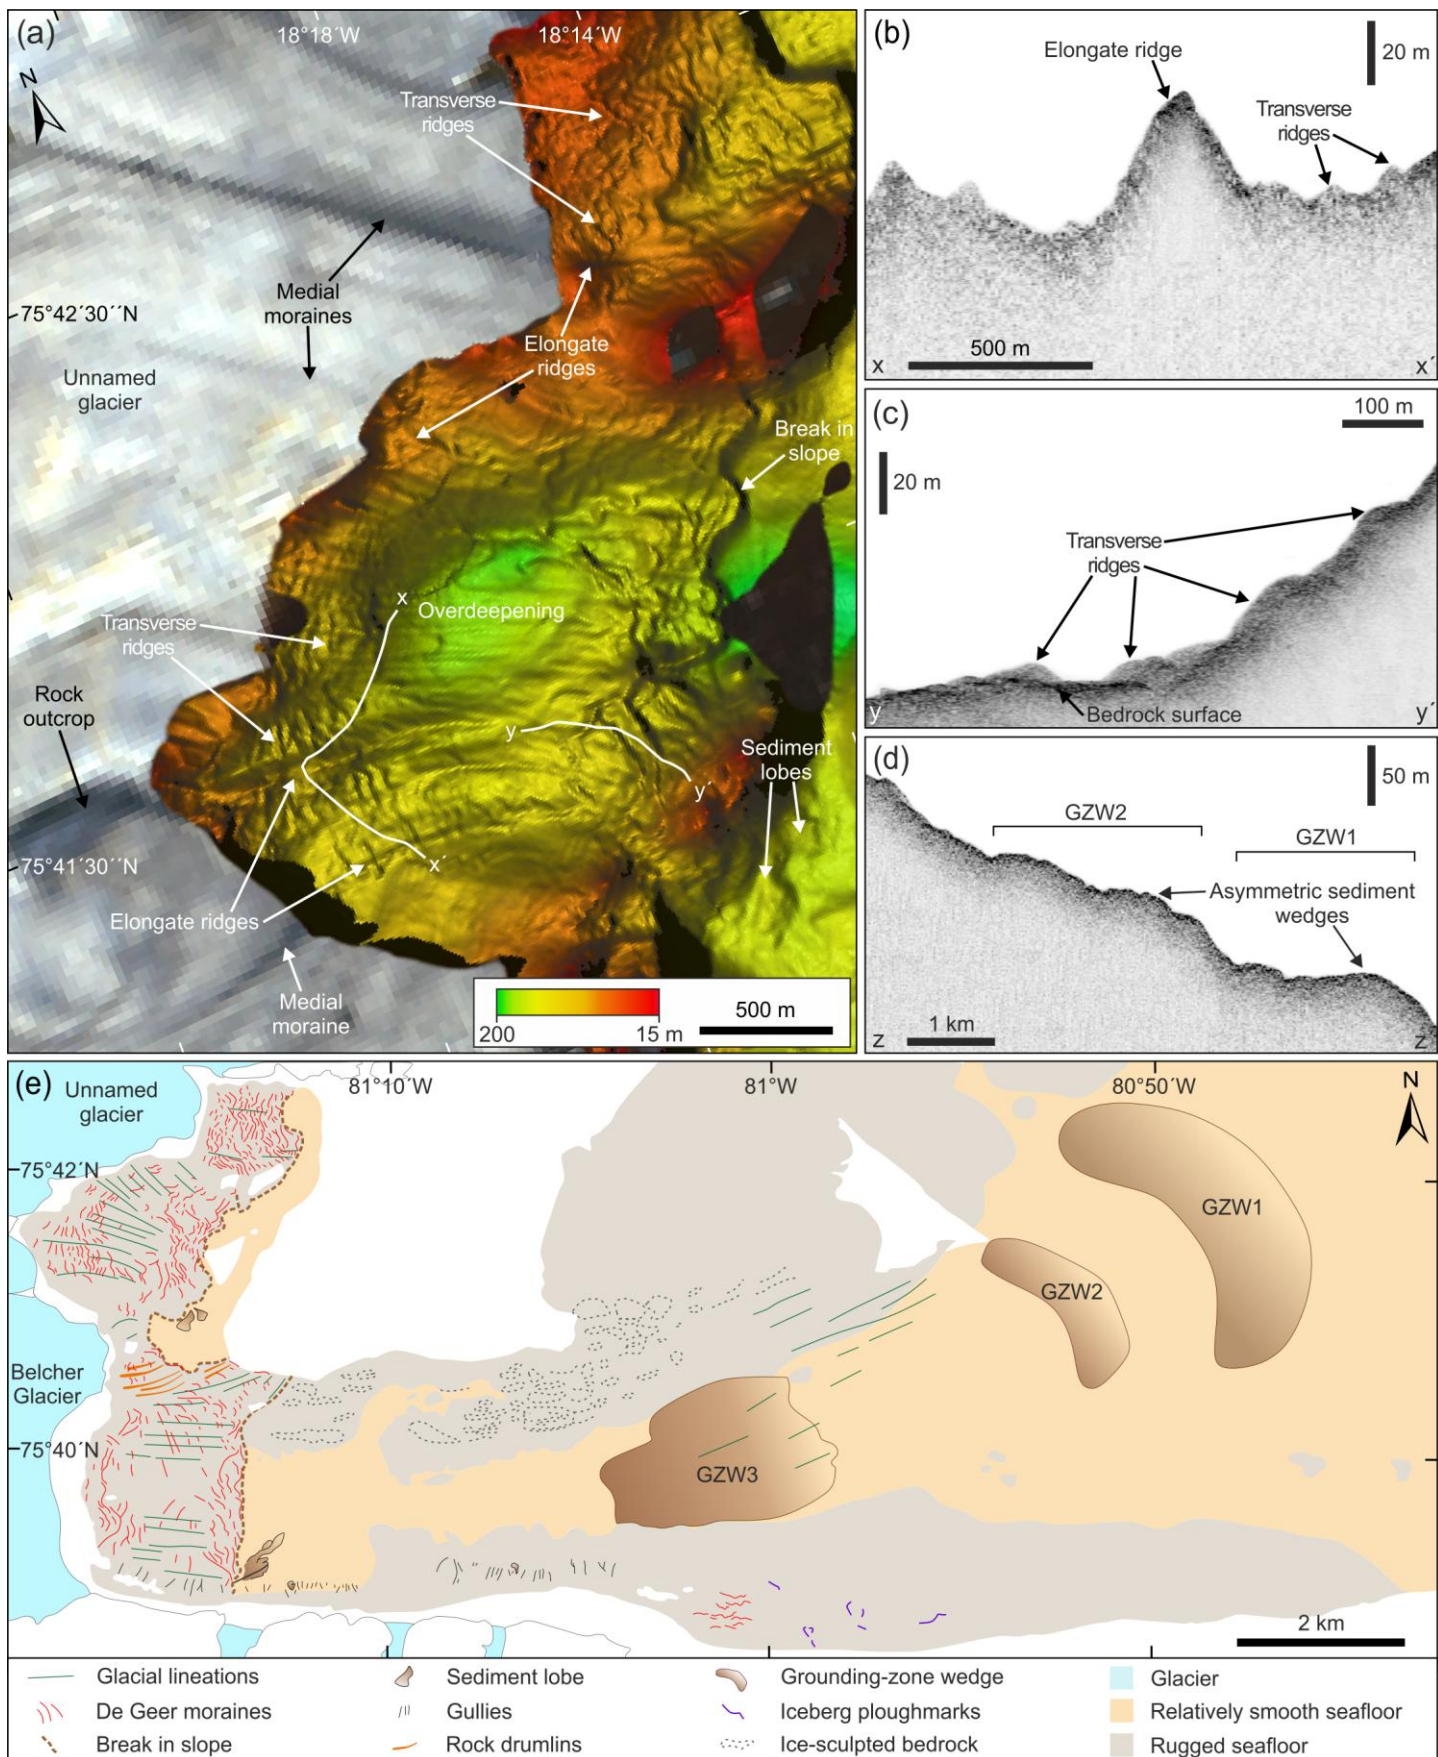 (a)
18°18´W
18°14´W
N
Transverse
ridges
Medial
moraines
75°42´30´´N
Unnamed
glacier
Elongate
ridges
Break in
slope
x
Overdeepening
Transverse
ridges
Rock
outcrop
y
y´
Sediment
lobes
x´
75°41´30´´N
Elongate ridges
Medial
moraine
200
15 m
500 m
(b)
Elongate ridge
20 m
Transverse
ridges
500 m
x
x´
(c)
100 m
20 m
Transverse
ridges
Bedrock surface
y
y´
(d)
50 m
GZW2
GZW1
Asymmetric sediment
wedges
1 km
z
z´
(e)
Unnamed
glacier
81°10´W
81°W
80°50´W
N
75°42´N
GZW1
GZW2
Belcher
Glacier
75°40´N
GZW3
2 km
Glacial lineations
Sediment lobe
Grounding-zone wedge
Glacier
De Geer moraines
Gullies
Iceberg ploughmarks
Relatively smooth seafloor
Break in slope
Rock drumlins
Ice-sculpted bedrock
Rugged seafloor